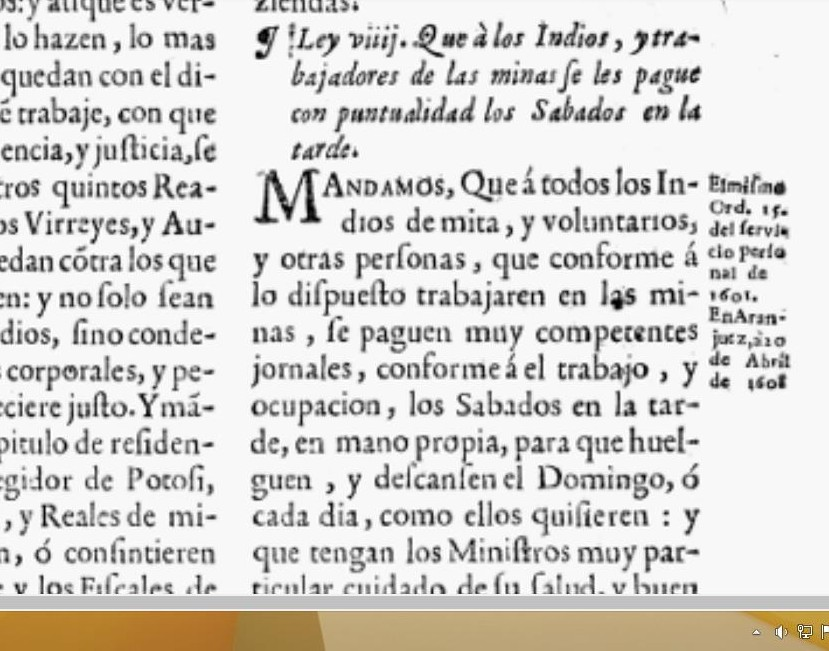 lo hazen, lo mas
quedan con el di-
é trabaje, con que
encia, y justicia, se
tros quintos Rea-
os Virreyes, y Au-
edan cõtra los que
en: y no solo sean
dios, sino conde-
corporales, y pe-
eciere justo. Y mã-
pitulo de residen-
egidor de Potosi,
, y Reales de mi-
n, ó consintieren
y los Fiscales de
ziendas.
¶ Ley viiij. Que à los Indios, y tra-
bajadores de las minas se les pague
con puntualidad los Sabados en la
tarde.
MANDAMOS, Que á todos los In-
dios de mita, y voluntarios,
y otras personas, que conforme á
lo dispuesto trabajaren en las mi-
nas, se paguen muy competentes
jornales, conforme á el trabajo, y
ocupacion, los Sabados en la tar-
de, en mano propia, para que huel-
guen, y descansen el Domingo, ó
cada dia, como ellos quisieren: y
que tengan los Ministros muy par-
ticular cuidado de su salud, y buen
El mismo
Ord. 15.
del servi-
cio perso
nal de
1601.
En Aran-
juez, à 20
de Abril
de 1608